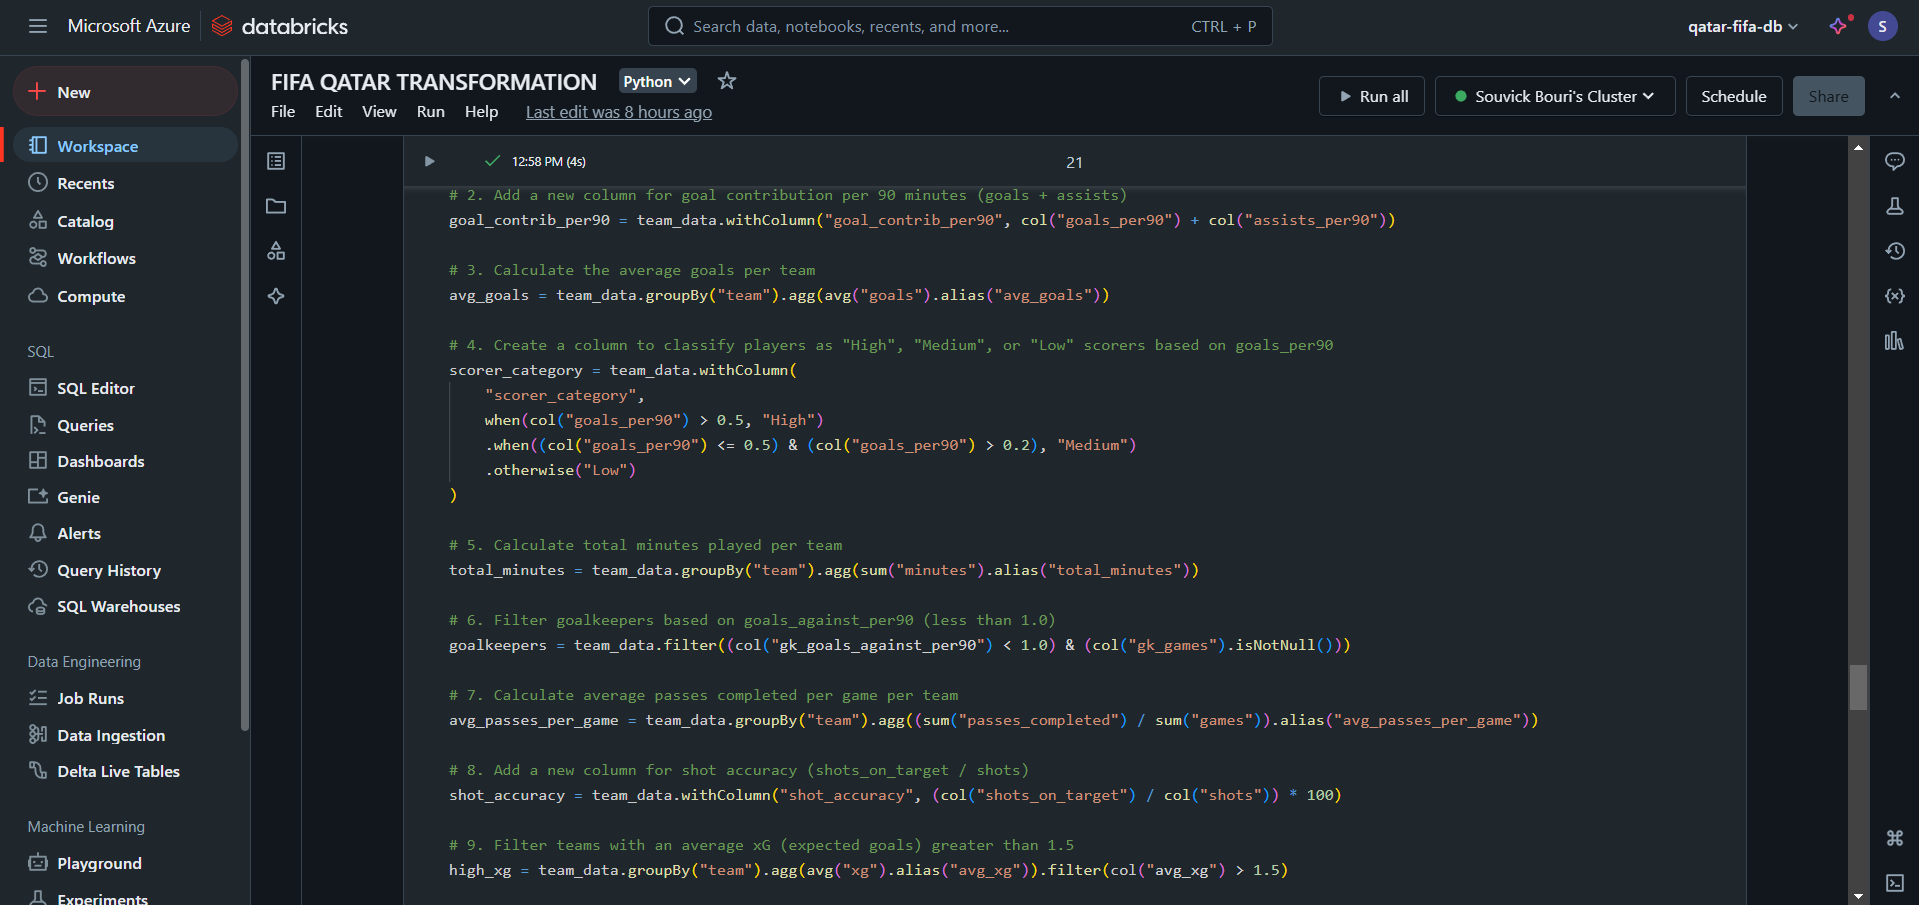 Microsoft Azure
databricks
Search data, notebooks, recents, and more...
CTRL + P
qatar-fifa-db
S
New
Workspace
Recents
Catalog
Workflows
Compute
SQL
SQL Editor
Queries
Dashboards
Genie
Alerts
Query History
SQL Warehouses
Data Engineering
Job Runs
Data Ingestion
Delta Live Tables
Machine Learning
Playground
Experiments
FIFA QATAR TRANSFORMATION
Python
File Edit View Run Help Last edit was 8 hours ago
Run all
Souvick Bouri's Cluster
Schedule
Share
12:58 PM (4s)
21
# 2. Add a new column for goal contribution per 90 minutes (goals + assists)
goal_contrib_per90 = team_data.withColumn("goal_contrib_per90", col("goals_per90") + col("assists_per90"))
# 3. Calculate the average goals per team
avg_goals = team_data.groupBy("team").agg(avg("goals").alias("avg_goals"))
# 4. Create a column to classify players as "High", "Medium", or "Low" scorers based on goals_per90
scorer_category = team_data.withColumn(
"scorer_category",
when(col("goals_per90") > 0.5, "High")
.when((col("goals_per90") <= 0.5) & (col("goals_per90") > 0.2), "Medium")
.otherwise("Low")
)
# 5. Calculate total minutes played per team
total_minutes = team_data.groupBy("team").agg(sum("minutes").alias("total_minutes"))
# 6. Filter goalkeepers based on goals_against_per90 (less than 1.0)
goalkeepers = team_data.filter((col("gk_goals_against_per90") < 1.0) & (col("gk_games").isNotNull()))
# 7. Calculate average passes completed per game per team
avg_passes_per_game = team_data.groupBy("team").agg((sum("passes_completed") / sum("games")).alias("avg_passes_per_game"))
# 8. Add a new column for shot accuracy (shots_on_target / shots)
shot_accuracy = team_data.withColumn("shot_accuracy", (col("shots_on_target") / col("shots")) * 100)
# 9. Filter teams with an average xG (expected goals) greater than 1.5
high_xg = team_data.groupBy("team").agg(avg("xg").alias("avg_xg")).filter(col("avg_xg") > 1.5)